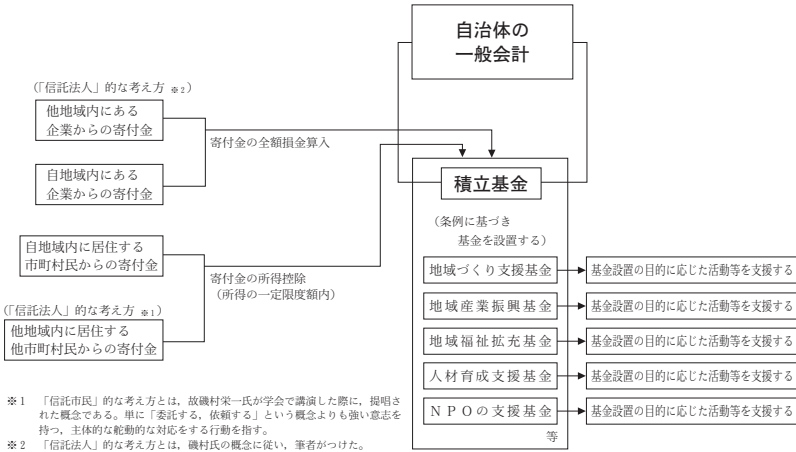 自治体の
一般会計
（「信託法人」的な考え方 ※2）
他地域内にある
企業からの寄付金
寄付金の全額損金算入
自地域内にある
企業からの寄付金
積立基金
（条例に基づき
基金を設置する）
自地域内に居住する
市町村民からの寄付金
寄付金の所得控除
（所得の一定限度額内）
（「信託法人」的な考え方 ※1）
他地域内に居住する
他市町村民からの寄付金
地域づくり支援基金
基金設置の目的に応じた活動等を支援する
地域産業振興基金
基金設置の目的に応じた活動等を支援する
地域福祉拡充基金
基金設置の目的に応じた活動等を支援する
人材育成支援基金
基金設置の目的に応じた活動等を支援する
ＮＰＯの支援基金
基金設置の目的に応じた活動等を支援する
等
※1 「信託市民」的な考え方とは，故磯村栄一氏が学会で講演した際に，提唱さ
れた概念である。単に「委託する，依頼する」という概念よりも強い意志を
持つ，主体的な能動的な対応をする行動を指す。
※2 「信託法人」的な考え方とは，磯村氏の概念に従い，筆者がつけた。